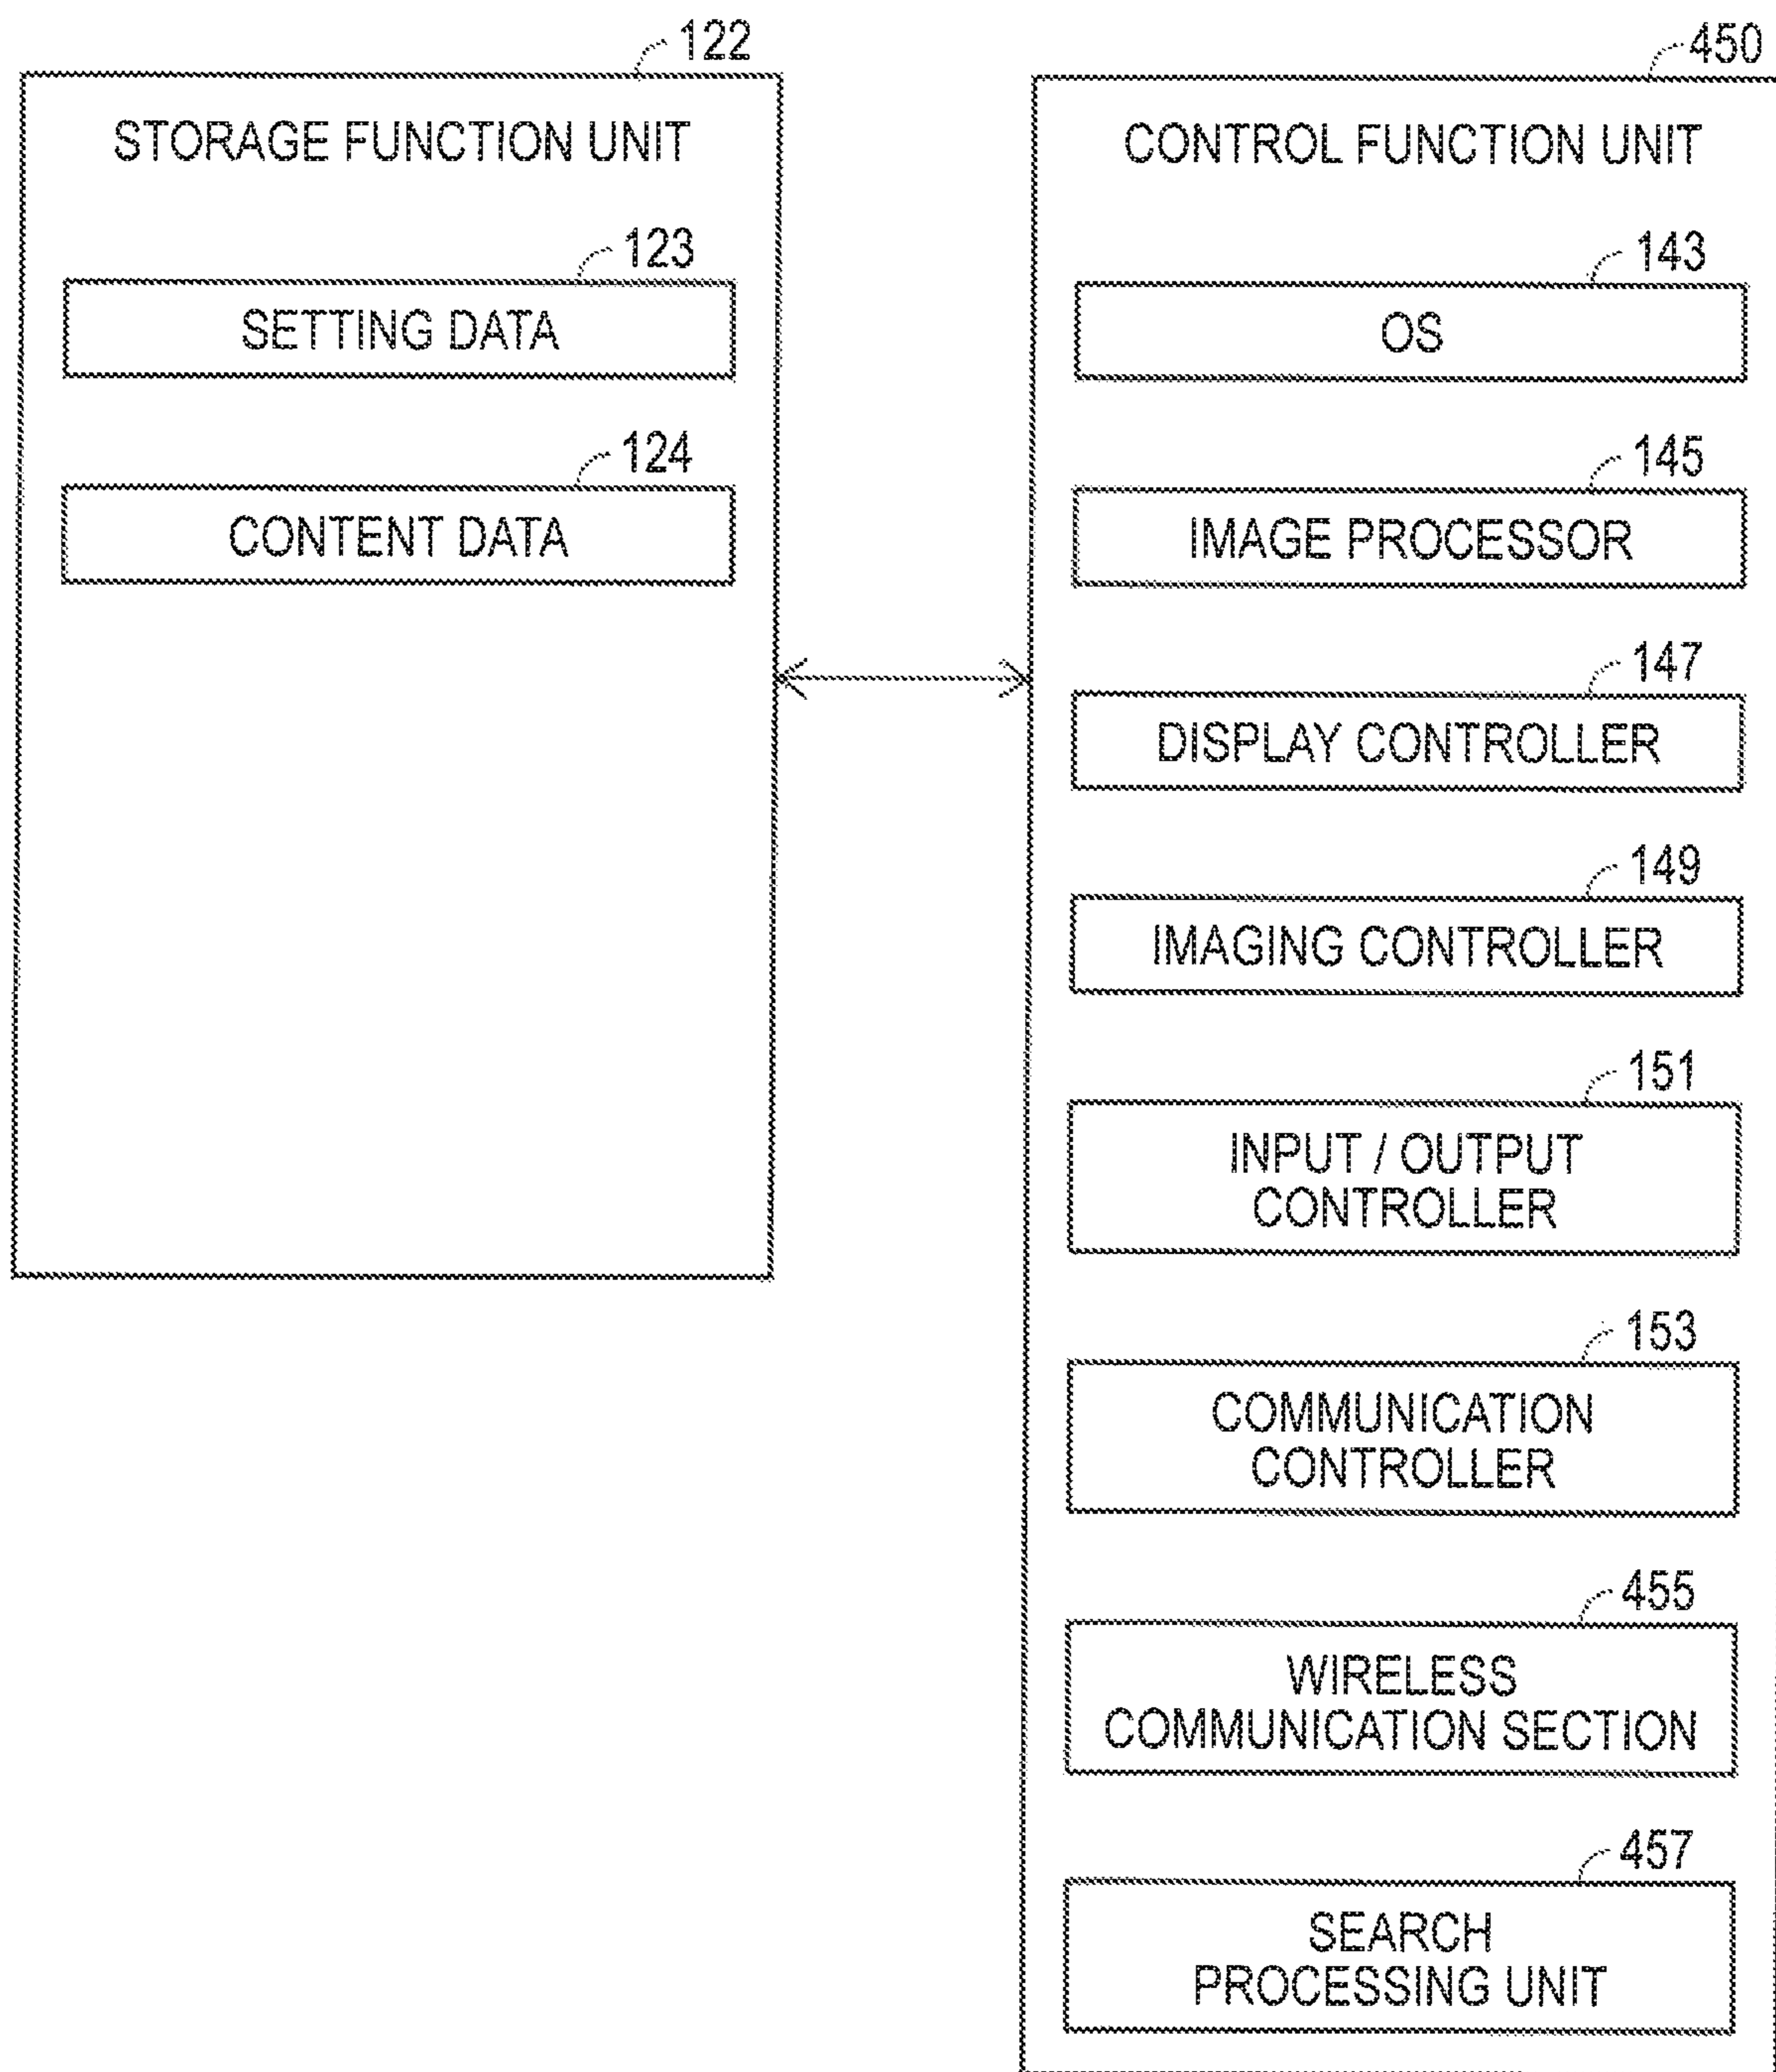 122
STORAGE FUNCTION UNIT
123
SETTING DATA
124
CONTENT DATA
450
CONTROL FUNCTION UNIT
143
OS
145
IMAGE PROCESSOR
147
DISPLAY CONTROLLER
149
IMAGING CONTROLLER
151
INPUT / OUTPUT
CONTROLLER
153
COMMUNICATION
CONTROLLER
455
WIRELESS
COMMUNICATION SECTION
457
SEARCH
PROCESSING UNIT